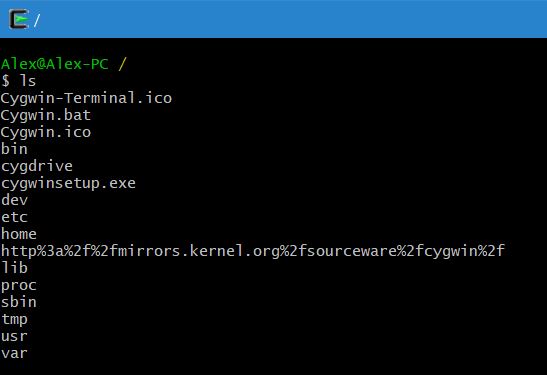 /
Alex@Alex-PC /
$ ls
Cygwin-Terminal.ico
Cygwin.bat
Cygwin.ico
bin
cygdrive
cygwinsetup.exe
dev
etc
home
http%3a%2f%2fmirrors.kernel.org%2fsourceware%2fcygwin%2f
lib
proc
sbin
tmp
usr
var